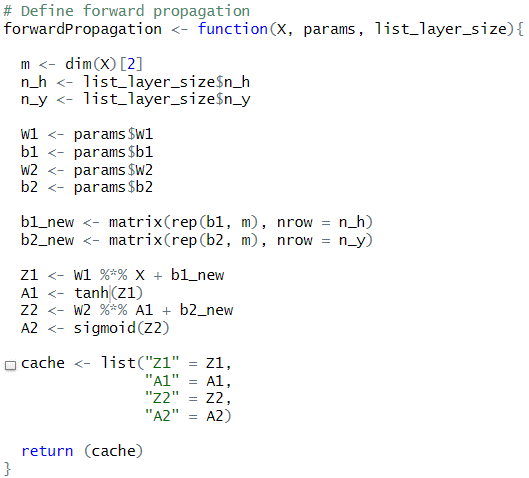 # Define forward propagation
forwardPropagation <- function(X, params, list_layer_size){

  m <- dim(X)[2]
  n_h <- list_layer_size$n_h
  n_y <- list_layer_size$n_y

  W1 <- params$W1
  b1 <- params$b1
  W2 <- params$W2
  b2 <- params$b2

  b1_new <- matrix(rep(b1, m), nrow = n_h)
  b2_new <- matrix(rep(b2, m), nrow = n_y)

  Z1 <- W1 %*% X + b1_new
  A1 <- tanh(Z1)
  Z2 <- W2 %*% A1 + b2_new
  A2 <- sigmoid(Z2)

  cache <- list("Z1" = Z1,
                "A1" = A1,
                "Z2" = Z2,
                "A2" = A2)

  return (cache)
}